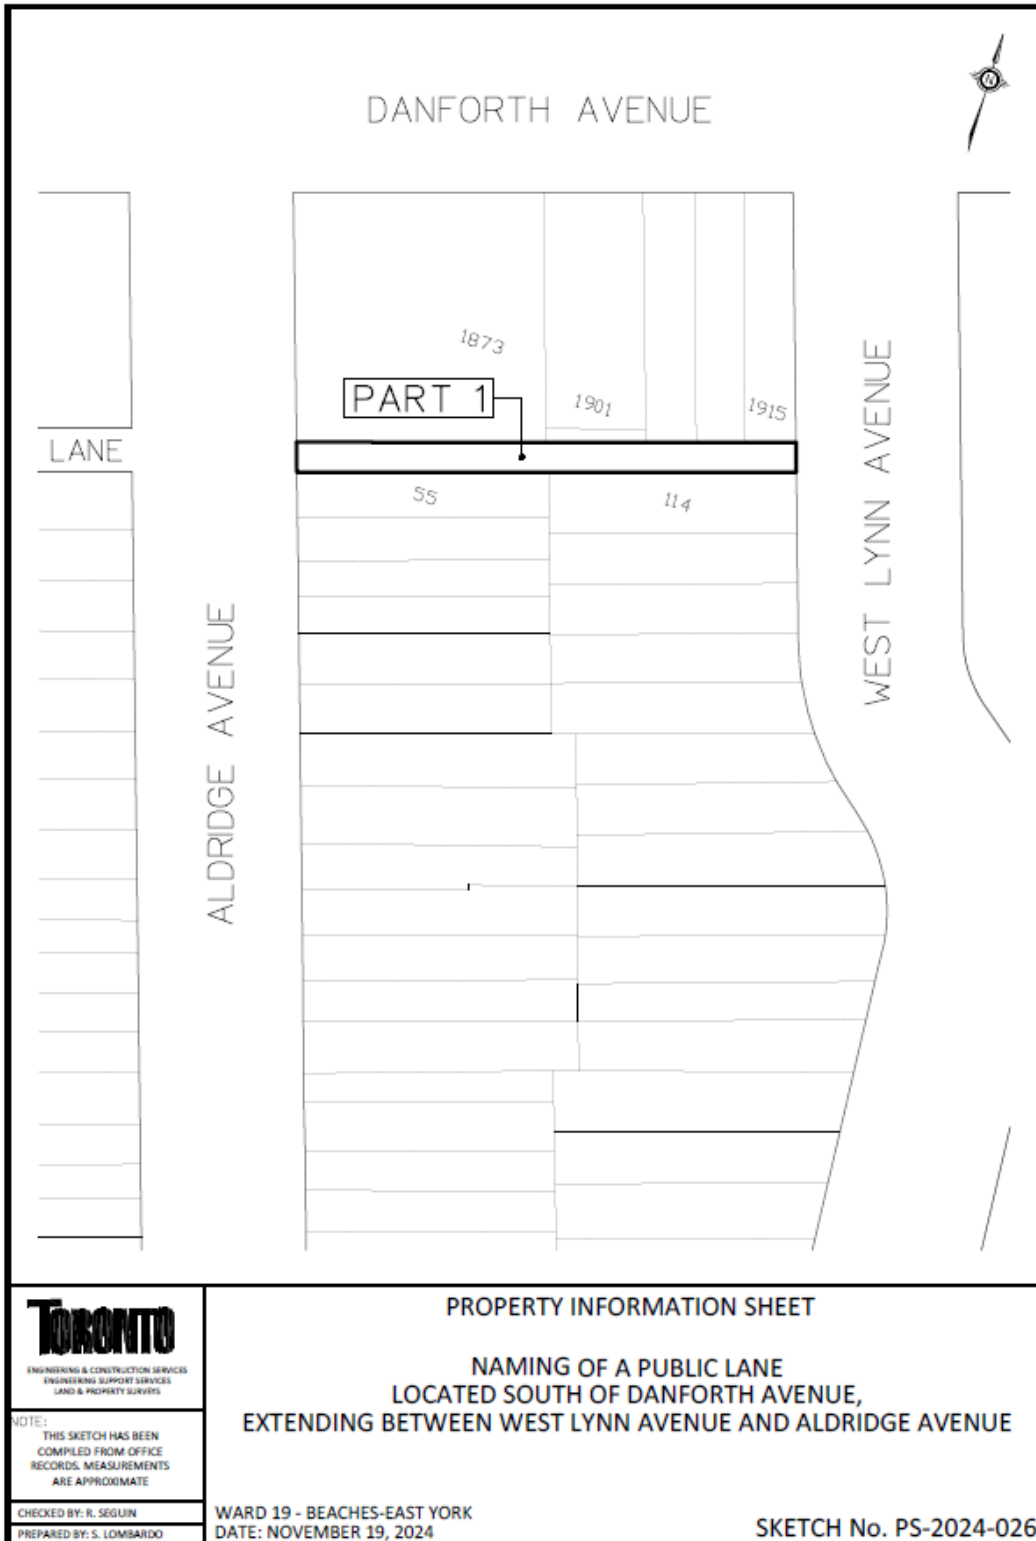 N
DANFORTH AVENUE
1873
PART 1
1901
1915
LANE
55
114
WEST LYNN AVENUE
ALDRIDGE AVENUE
TORONTO
ENGINEERING & CONSTRUCTION SERVICES
ENGINEERING SUPPORT SERVICES
LAND & PROPERTY SURVEYS
NOTE:
THIS SKETCH HAS BEEN
COMPILED FROM OFFICE
RECORDS. MEASUREMENTS
ARE APPROXIMATE
CHECKED BY: R. SEGUIN
PREPARED BY: S. LOMBARDO
PROPERTY INFORMATION SHEET
NAMING OF A PUBLIC LANE
LOCATED SOUTH OF DANFORTH AVENUE,
EXTENDING BETWEEN WEST LYNN AVENUE AND ALDRIDGE AVENUE
WARD 19 - BEACHES-EAST YORK
DATE: NOVEMBER 19, 2024
SKETCH No. PS-2024-026